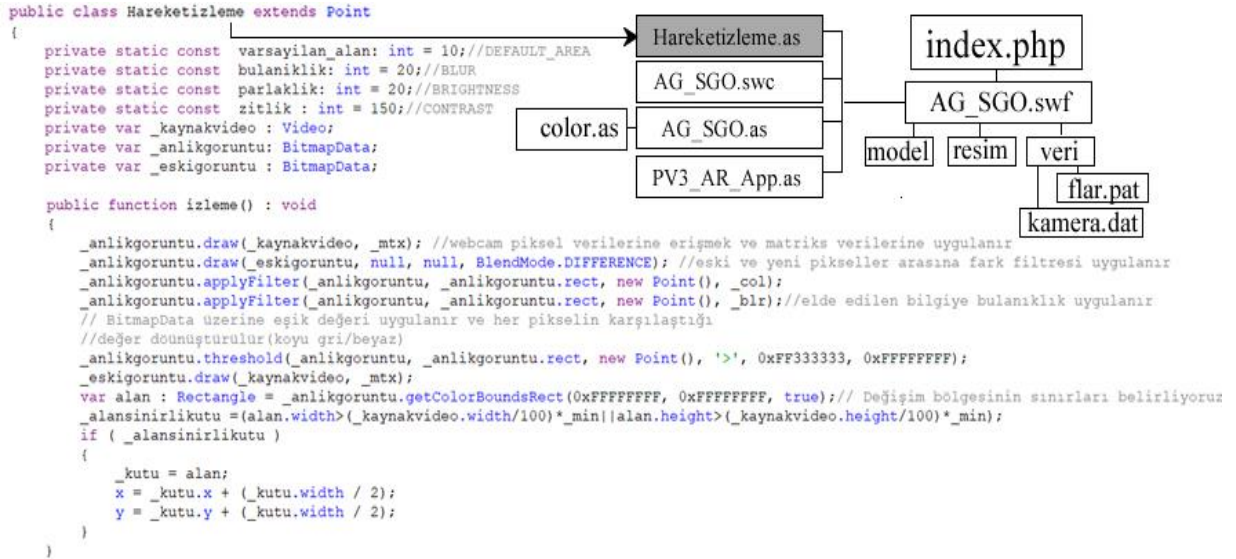 public class Hareketizleme extends Point
{
private static const varsayilan_alan: int = 10;//DEFAULT_AREA
private static const bulaniklik: int = 20;//BLUR
private static const parlaklik: int = 20;//BRIGHTNESS
private static const zitlik : int = 150;//CONTRAST
private var _kaynakvideo : Video;
private var _anlikgoruntu: BitmapData;
private var _eskigoruntu : BitmapData;
public function izleme() : void
{
_anlikgoruntu.draw(_kaynakvideo, _mtx); //webcam piksel verilerine erişmek ve matriks verilerine uygulanır
_anlikgoruntu.draw(_eskigoruntu, null, null, BlendMode.DIFFERENCE); //eski ve yeni pikseller arasına fark filtresi uygulanır
_anlikgoruntu.applyFilter(_anlikgoruntu, _anlikgoruntu.rect, new Point(), _col);
_anlikgoruntu.applyFilter(_anlikgoruntu, _anlikgoruntu.rect, new Point(), _blr);//elde edilen bilgiye bulanıklık uygulanır
// BitmapData üzerine eşik değeri uygulanır ve her pikselin karşılaştığı
//değer döünüştürülür(koyu gri/beyaz)
_anlikgoruntu.threshold(_anlikgoruntu, _anlikgoruntu.rect, new Point(), '>', 0xFF333333, 0xFFFFFFFF);
_eskigoruntu.draw(_kaynakvideo, _mtx);
var alan : Rectangle = _anlikgoruntu.getColorBoundsRect(0xFFFFFFFF, 0xFFFFFFFF, true);// Değişim bölgesinin sınırları belirliyoruz
_alansinirlikutu =(alan.width>(_kaynakvideo.width/100)*_min||alan.height>(_kaynakvideo.height/100)*_min);
if ( _alansinirlikutu )
{
_kutu = alan;
x = _kutu.x + (_kutu.width / 2);
y = _kutu.y + (_kutu.width / 2);
}
}
Hareketizleme.as
AG_SGO.swc
color.as
AG_SGO.as
PV3_AR_App.as
index.php
AG_SGO.swf
model
resim
veri
flar.pat
kamera.dat